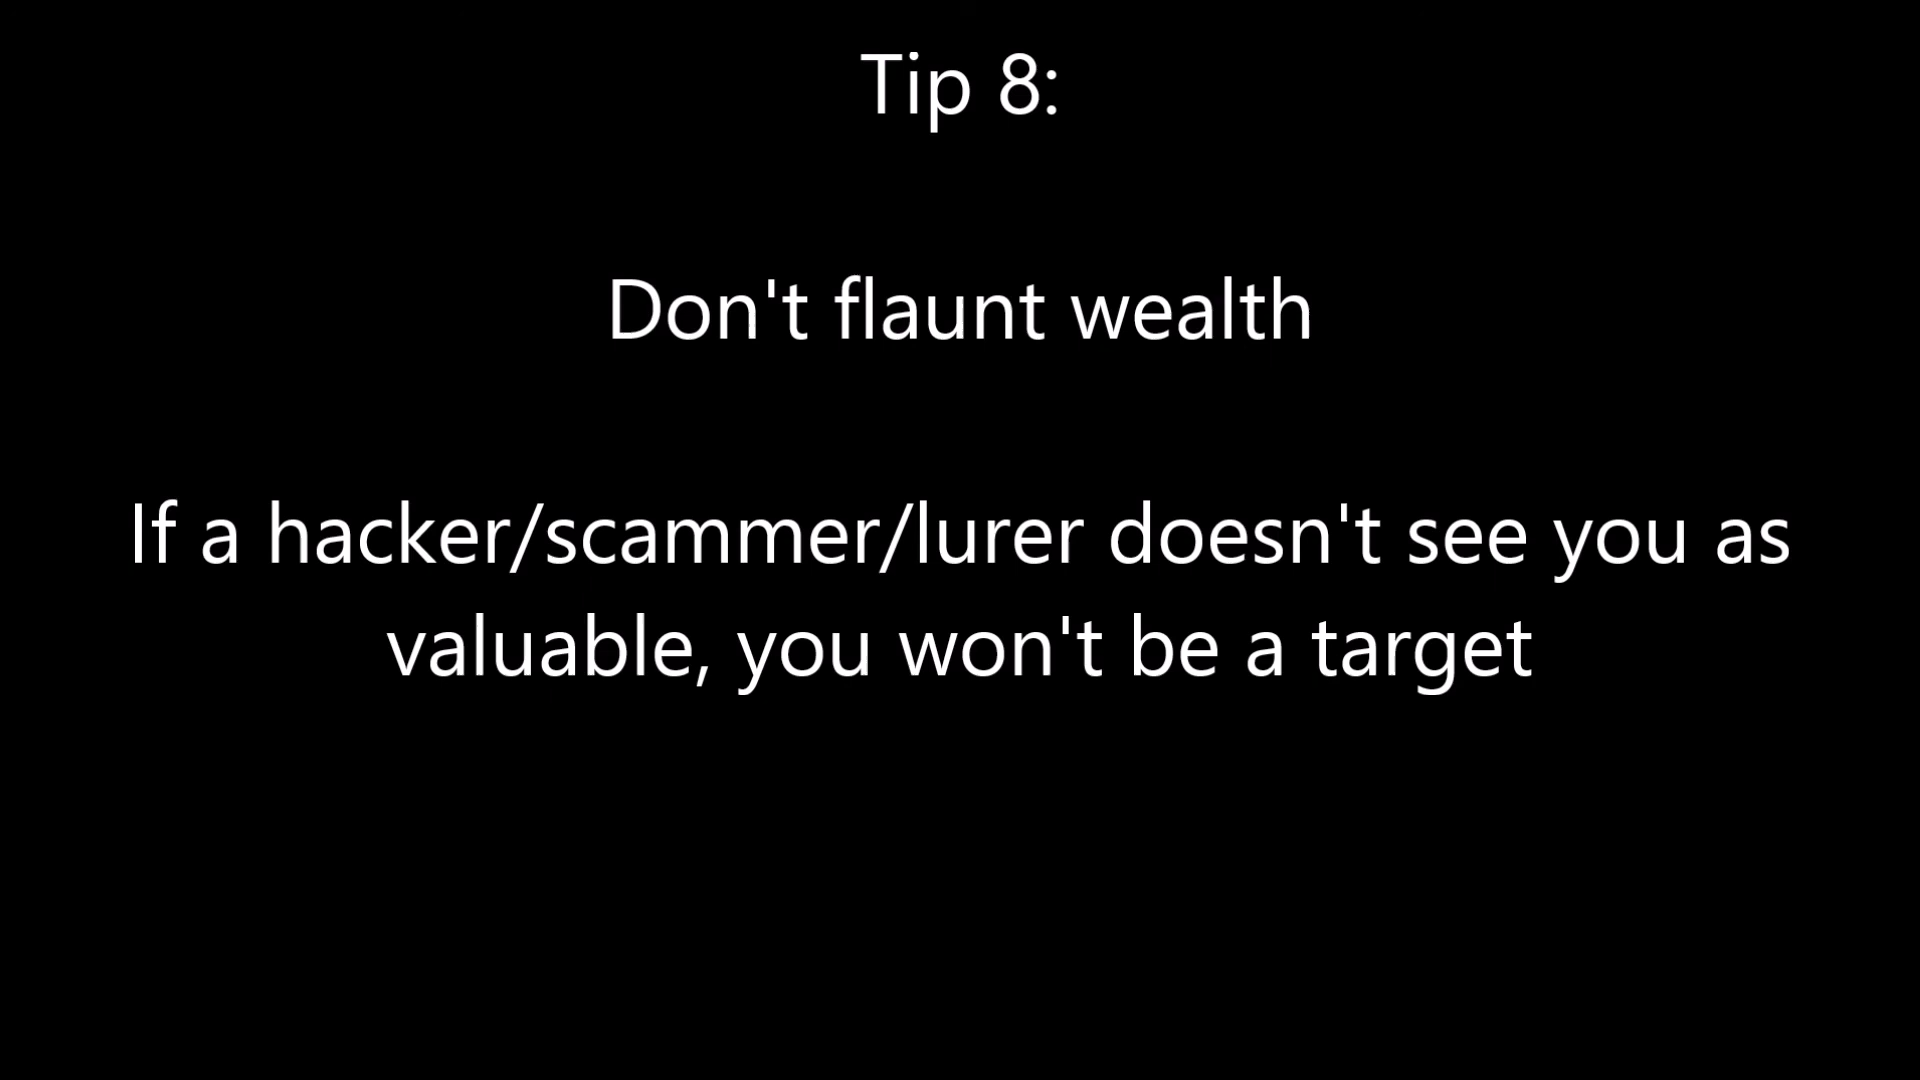 Tip 8:
Don't flaunt wealth
If a hacker/scammer/lurer doesn't see you as
valuable, you won't be a target